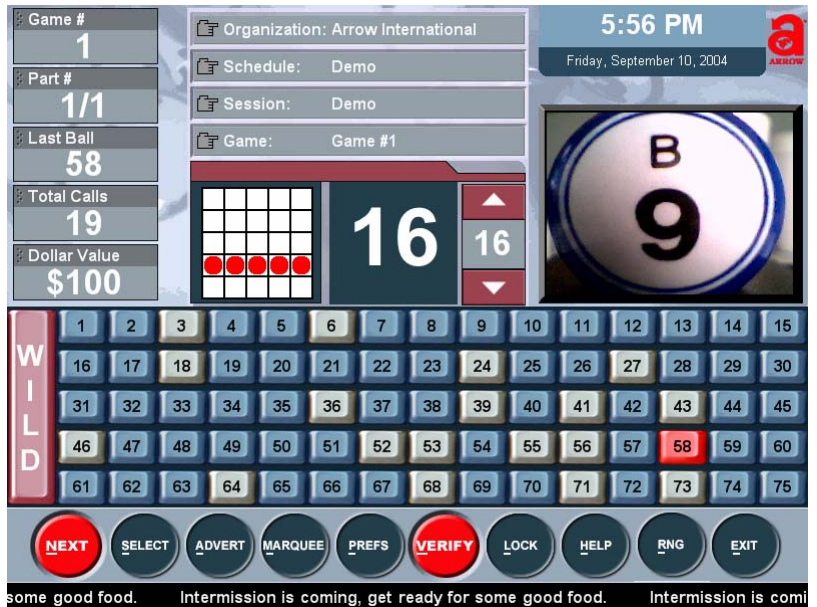 Game #
1
Part #
1/1
Last Ball
58
Total Calls
19
Dollar Value
$100
Organization: Arrow International
Schedule: Demo
Session: Demo
Game: Game #1
16
16
5:56 PM
Friday, September 10, 2004
a
ARROW
B
9
WILD
1 2 3 4 5 6 7 8 9 10 11 12 13 14 15
16 17 18 19 20 21 22 23 24 25 26 27 28 29 30
31 32 33 34 35 36 37 38 39 40 41 42 43 44 45
46 47 48 49 50 51 52 53 54 55 56 57 58 59 60
61 62 63 64 65 66 67 68 69 70 71 72 73 74 75
NEXT SELECT ADVERT MARQUEE PREFS VERIFY LOCK HELP RNG EXIT
some good food. Intermission is coming, get ready for some good food. Intermission is comi